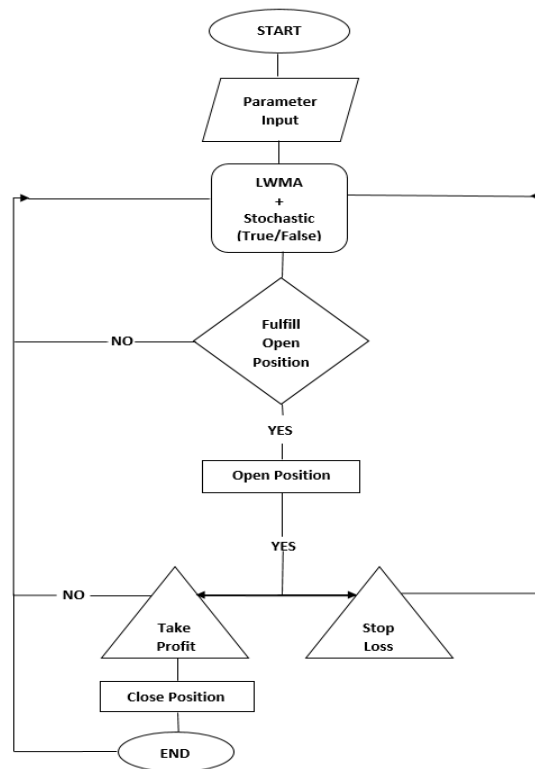 START
Parameter
Input
LWMA
+
Stochastic
(True/False)
NO
Fulfill
Open
Position
YES
Open Position
YES
NO
Take
Profit
Stop
Loss
Close Position
END